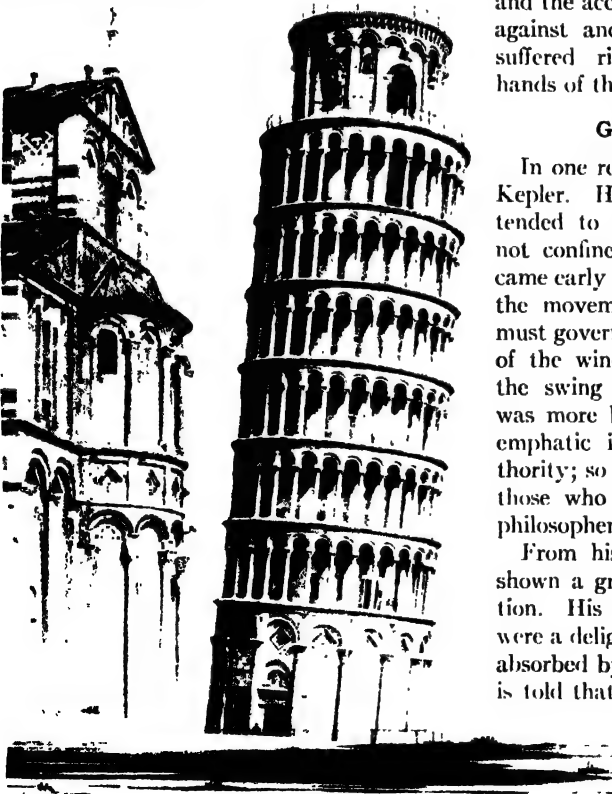 and the acc
against and
suffered ri
hands of th
G
In one re
Kepler. H
tended to
not confine
came early
the movem
must gover
of the win
the swing
was more
emphatic i
thority; so
those who
philosopher
From his
shown a gr
tion. His
were a delig
absorbed by
is told that